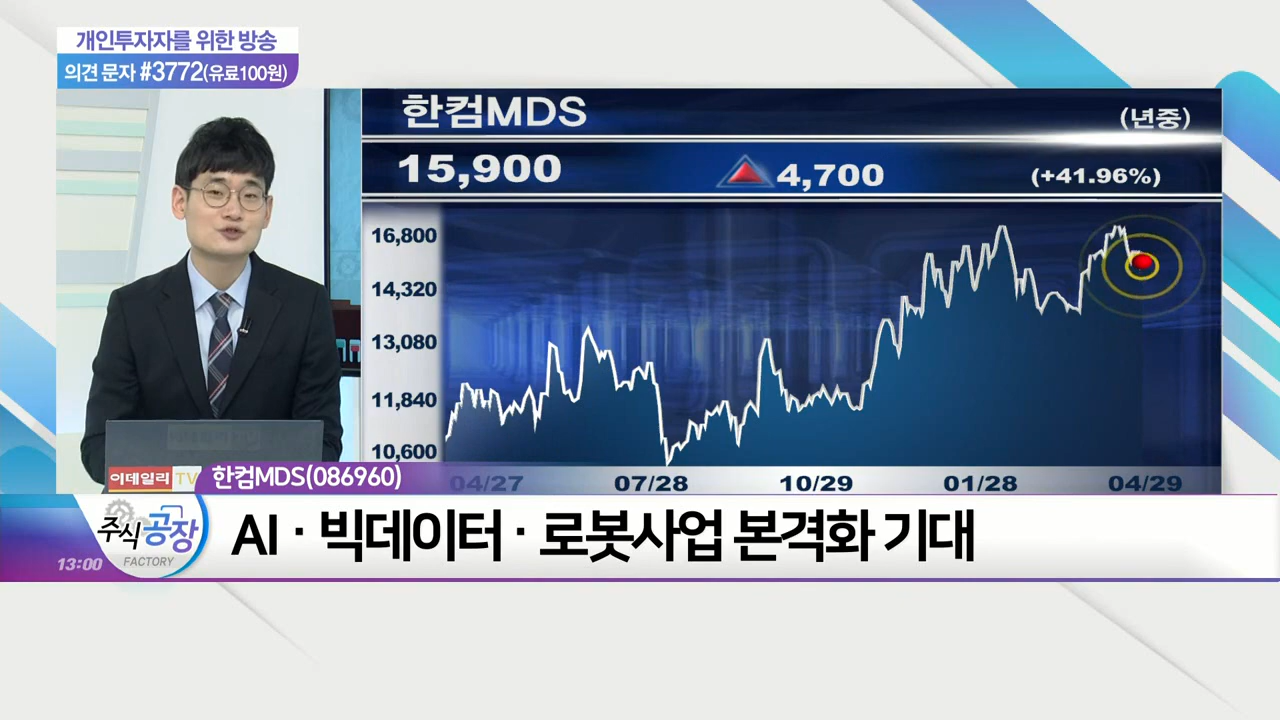 개인투자자를 위한 방송
의견 문자 #3772(유료100원)
한컴MDS
(년중)
15,900
4,700
(+41.96%)
16,800
14,320
13,080
11,840
10,600
04/27
07/28
10/29
01/28
04/29
이데일리 TV
한컴MDS(086960)
주식공장
FACTORY
13:00
AI · 빅데이터 · 로봇사업 본격화 기대